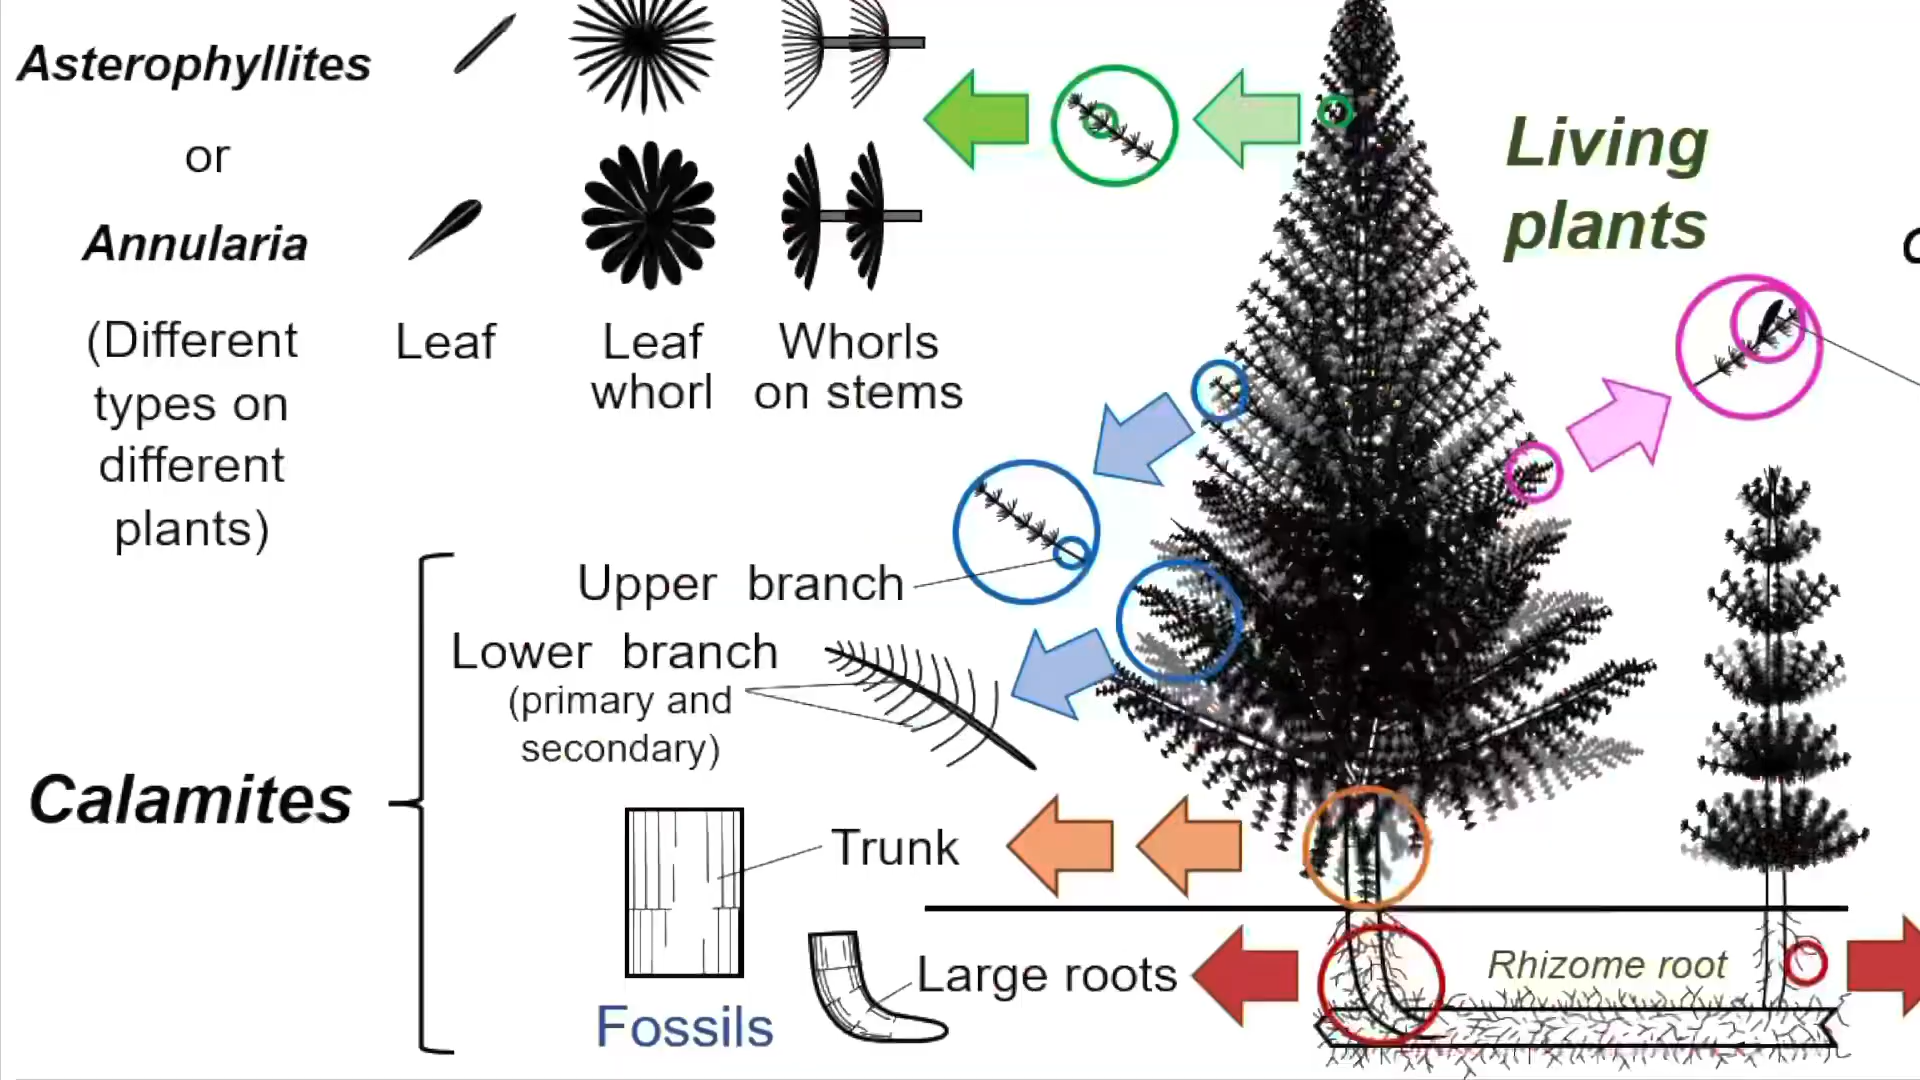 Asterophyllites
or
Annularia
(Different
types on
different
plants)
Leaf
Leaf
whorl
Whorls
on stems
Living
plants
Upper branch
Lower branch
(primary and
secondary)
Calamites
Trunk
Large roots
Rhizome root
Fossils